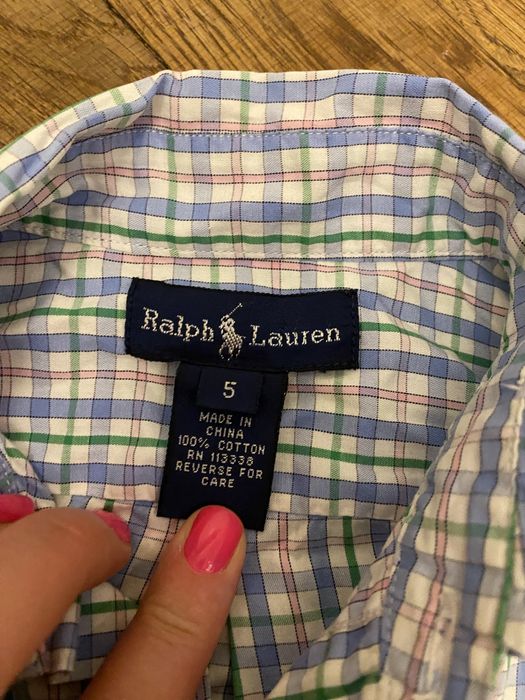 Ralph Lauren
5
MADE IN
CHINA
100% COTTON
RN 113338
REVERSE FOR
CARE